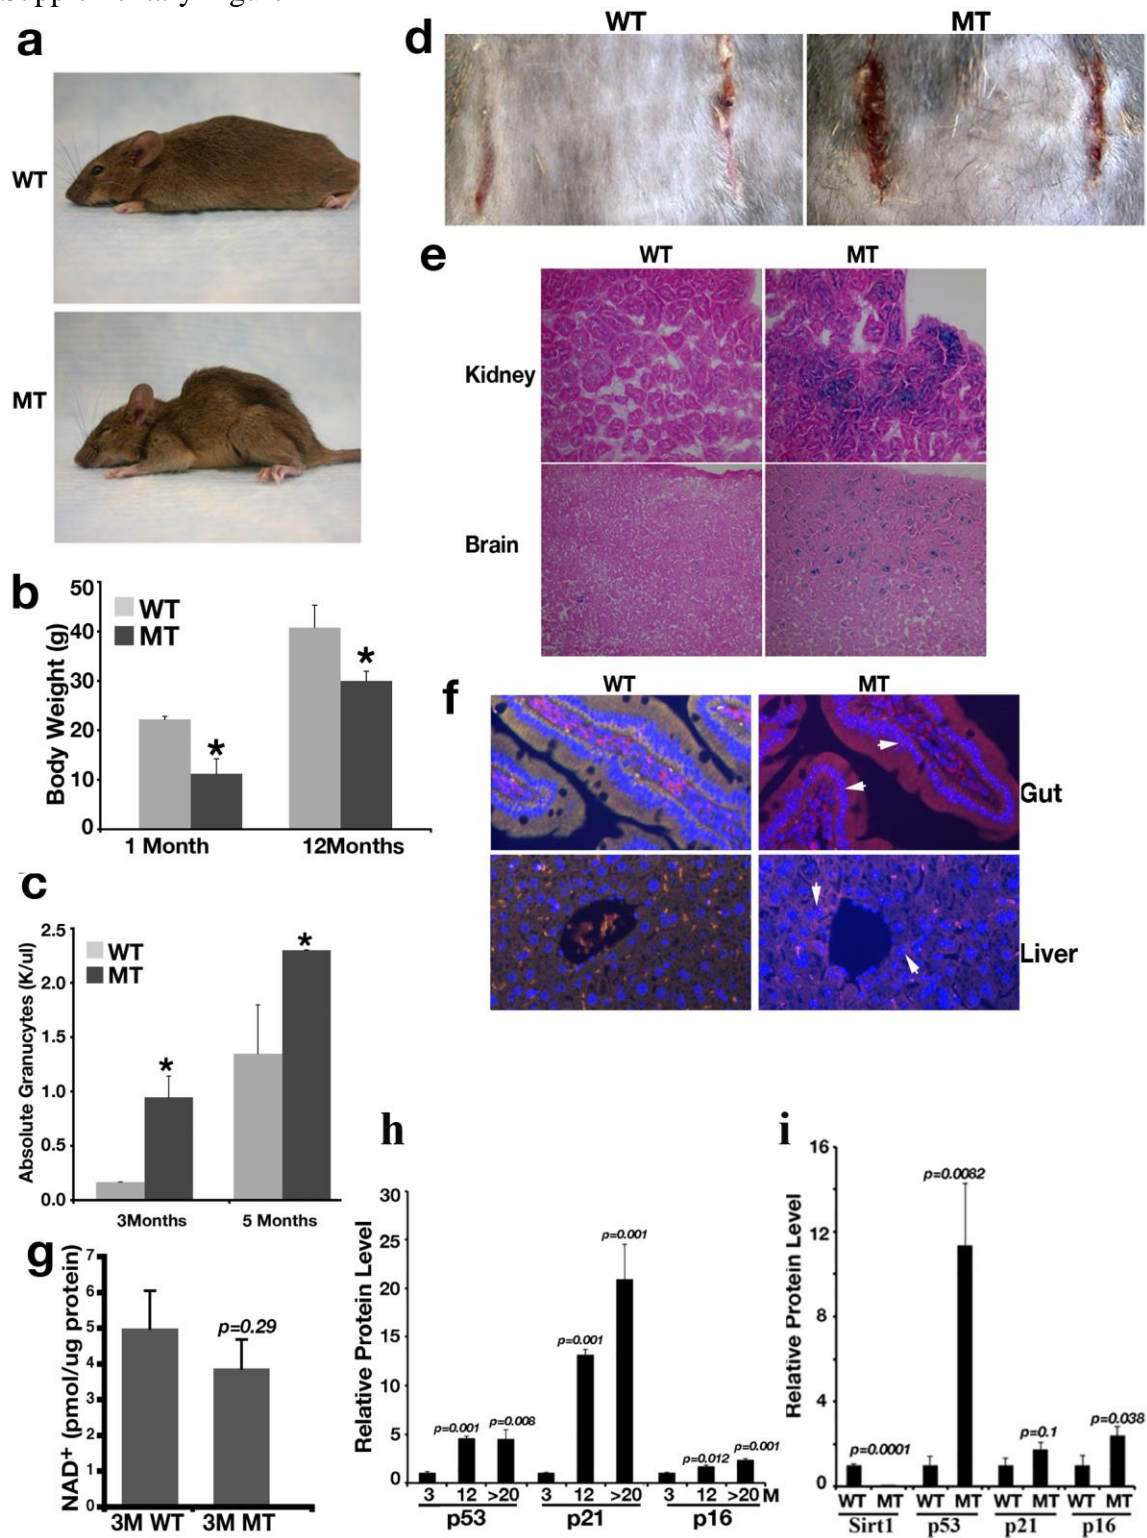 a
WT
MT
b
Body Weight (g)
50
40
30
20
10
0
WT
MT
*
*
1 Month 12Months
c
Absolute Granucytes (K/ul)
2.5
2.0
1.5
1.0
0.5
0.0
WT
MT
*
*
3Months 5 Months
d
WT MT
e
WT MT
Kidney
Brain
f
WT MT
Gut
Liver
g
NAD+ (pmol/ug protein)
7
6
5
4
3
2
1
0
p=0.29
3M WT 3M MT
h
Relative Protein Level
30
25
20
15
10
5
0
p=0.001 p=0.008
p=0.001 p=0.001
p=0.012 p=0.001
3 12 >20 3 12 >20 3 12 >20 M
p53 p21 p16
i
Relative Protein Level
16
12
8
4
0
p=0.0001
p=0.0082
p=0.1
p=0.038
WT MT WT MT WT MT WT MT
Sirt1 p53 p21 p16